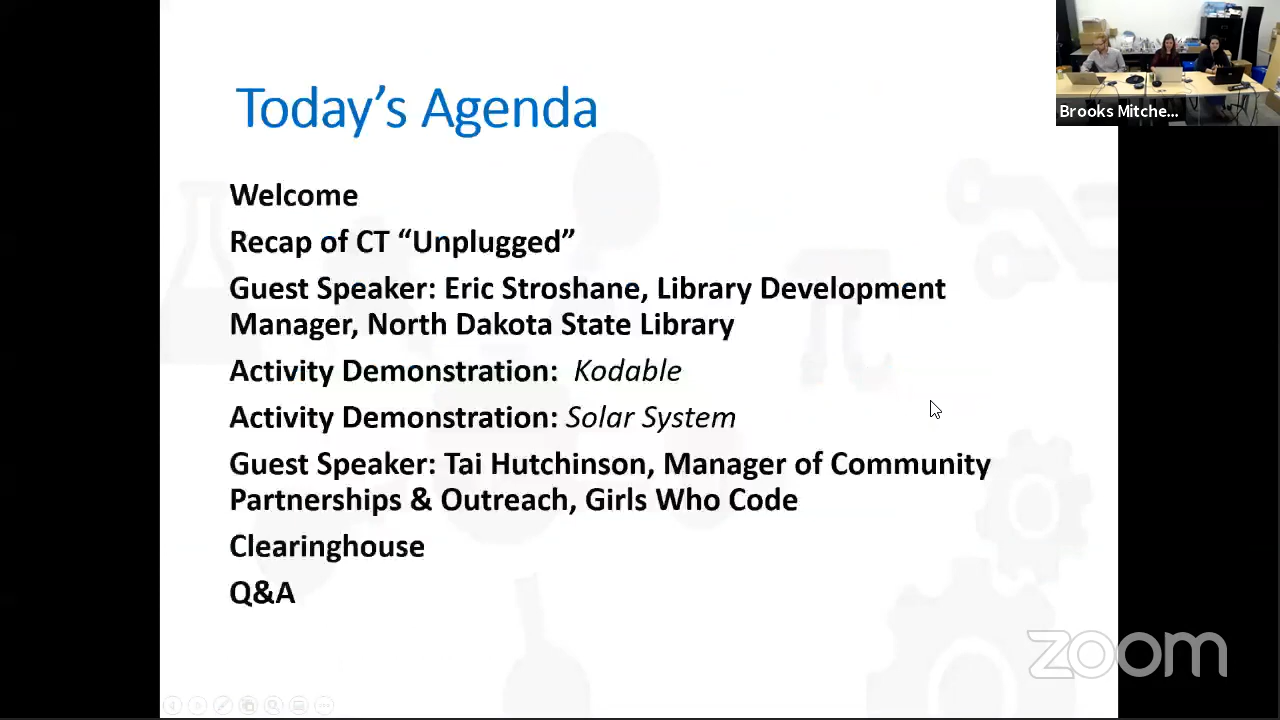 Today’s Agenda
Brooks Mitche...
Welcome
Recap of CT “Unplugged”
Guest Speaker: Eric Stroshane, Library Development
Manager, North Dakota State Library
Activity Demonstration: Kodable
Activity Demonstration: Solar System
Guest Speaker: Tai Hutchinson, Manager of Community
Partnerships & Outreach, Girls Who Code
Clearinghouse
Q&A
zoom